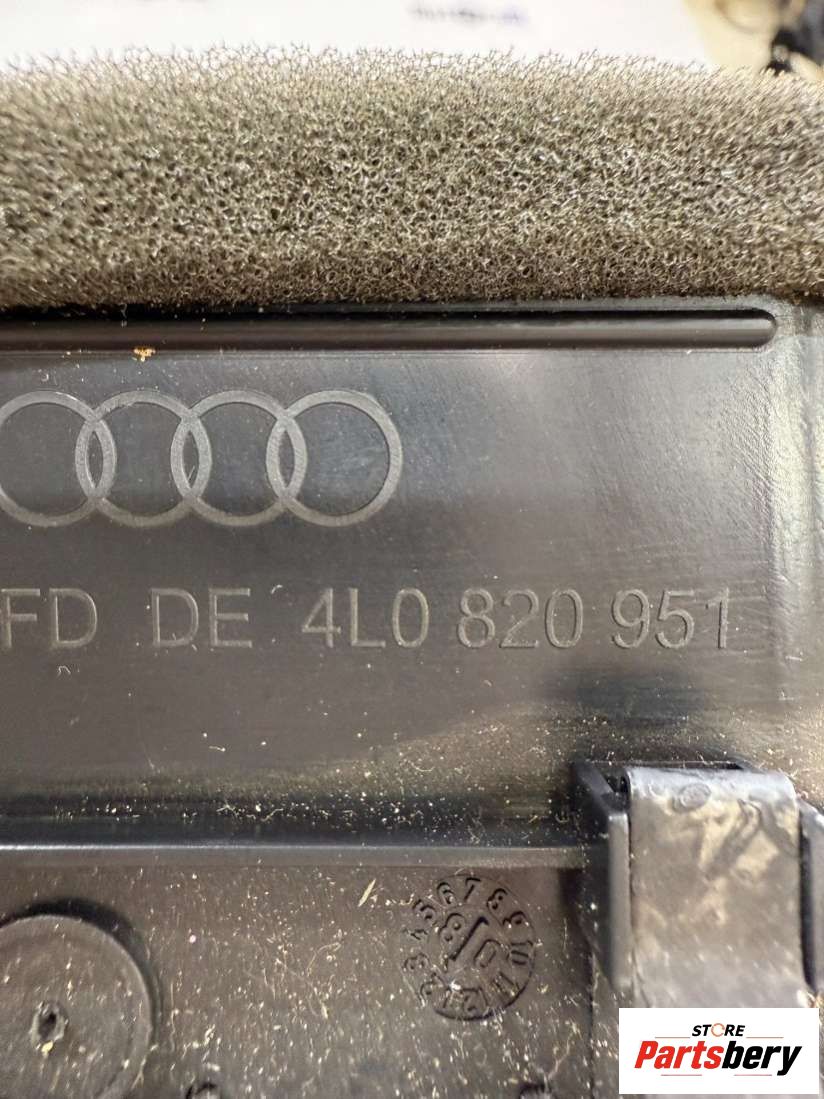 FD DE 4L0 820 951
STORE
Partsbery